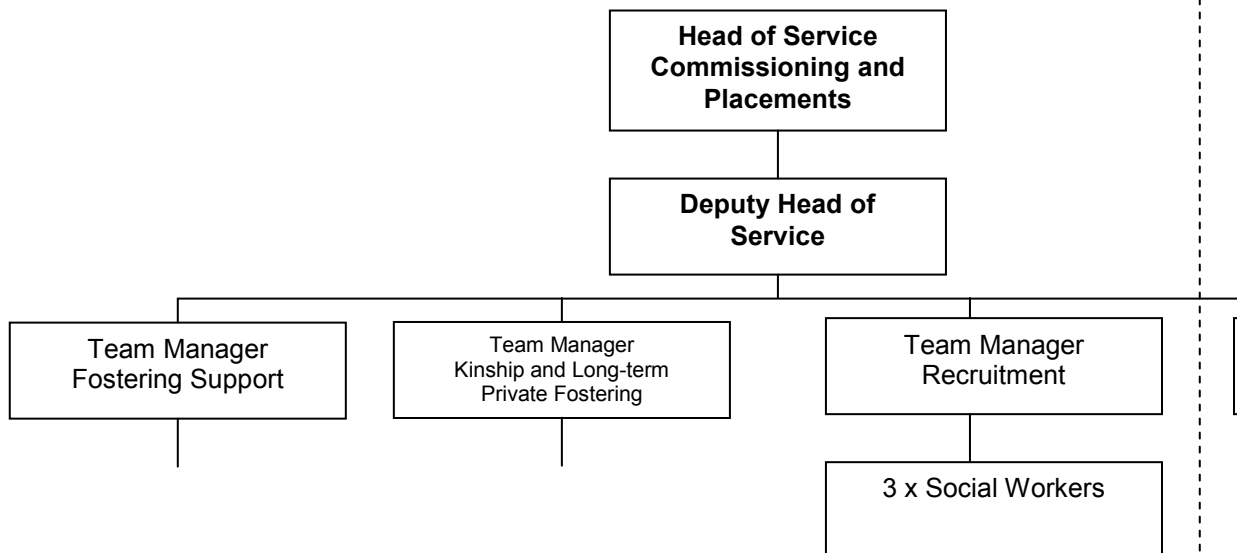 Head of Service
Commissioning and
Placements
Deputy Head of
Service
Team Manager
Fostering Support
Team Manager
Kinship and Long-term
Private Fostering
Team Manager
Recruitment
3 x Social Workers